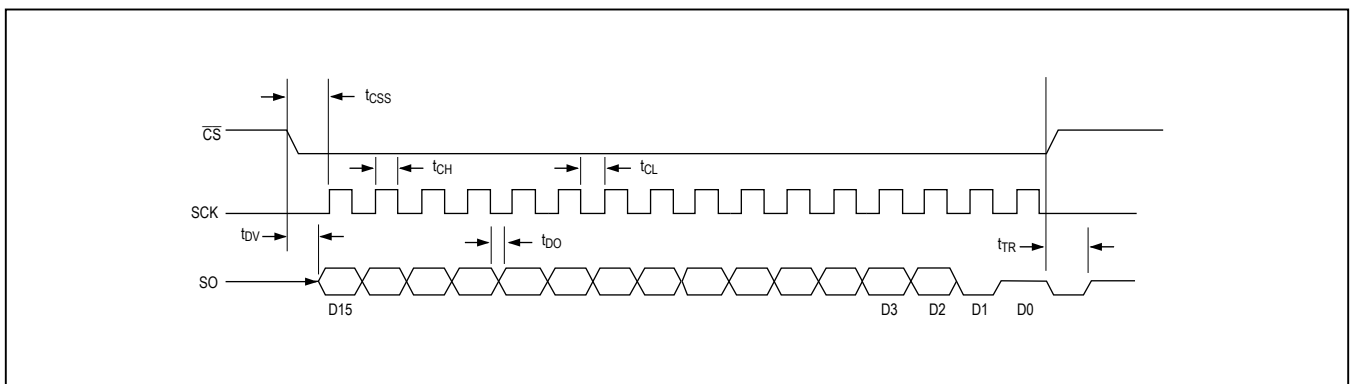 tCSS
CS
tCH
tCL
SCK
tDV
tDO
tTR
SO
D15
D3
D2
D1
D0